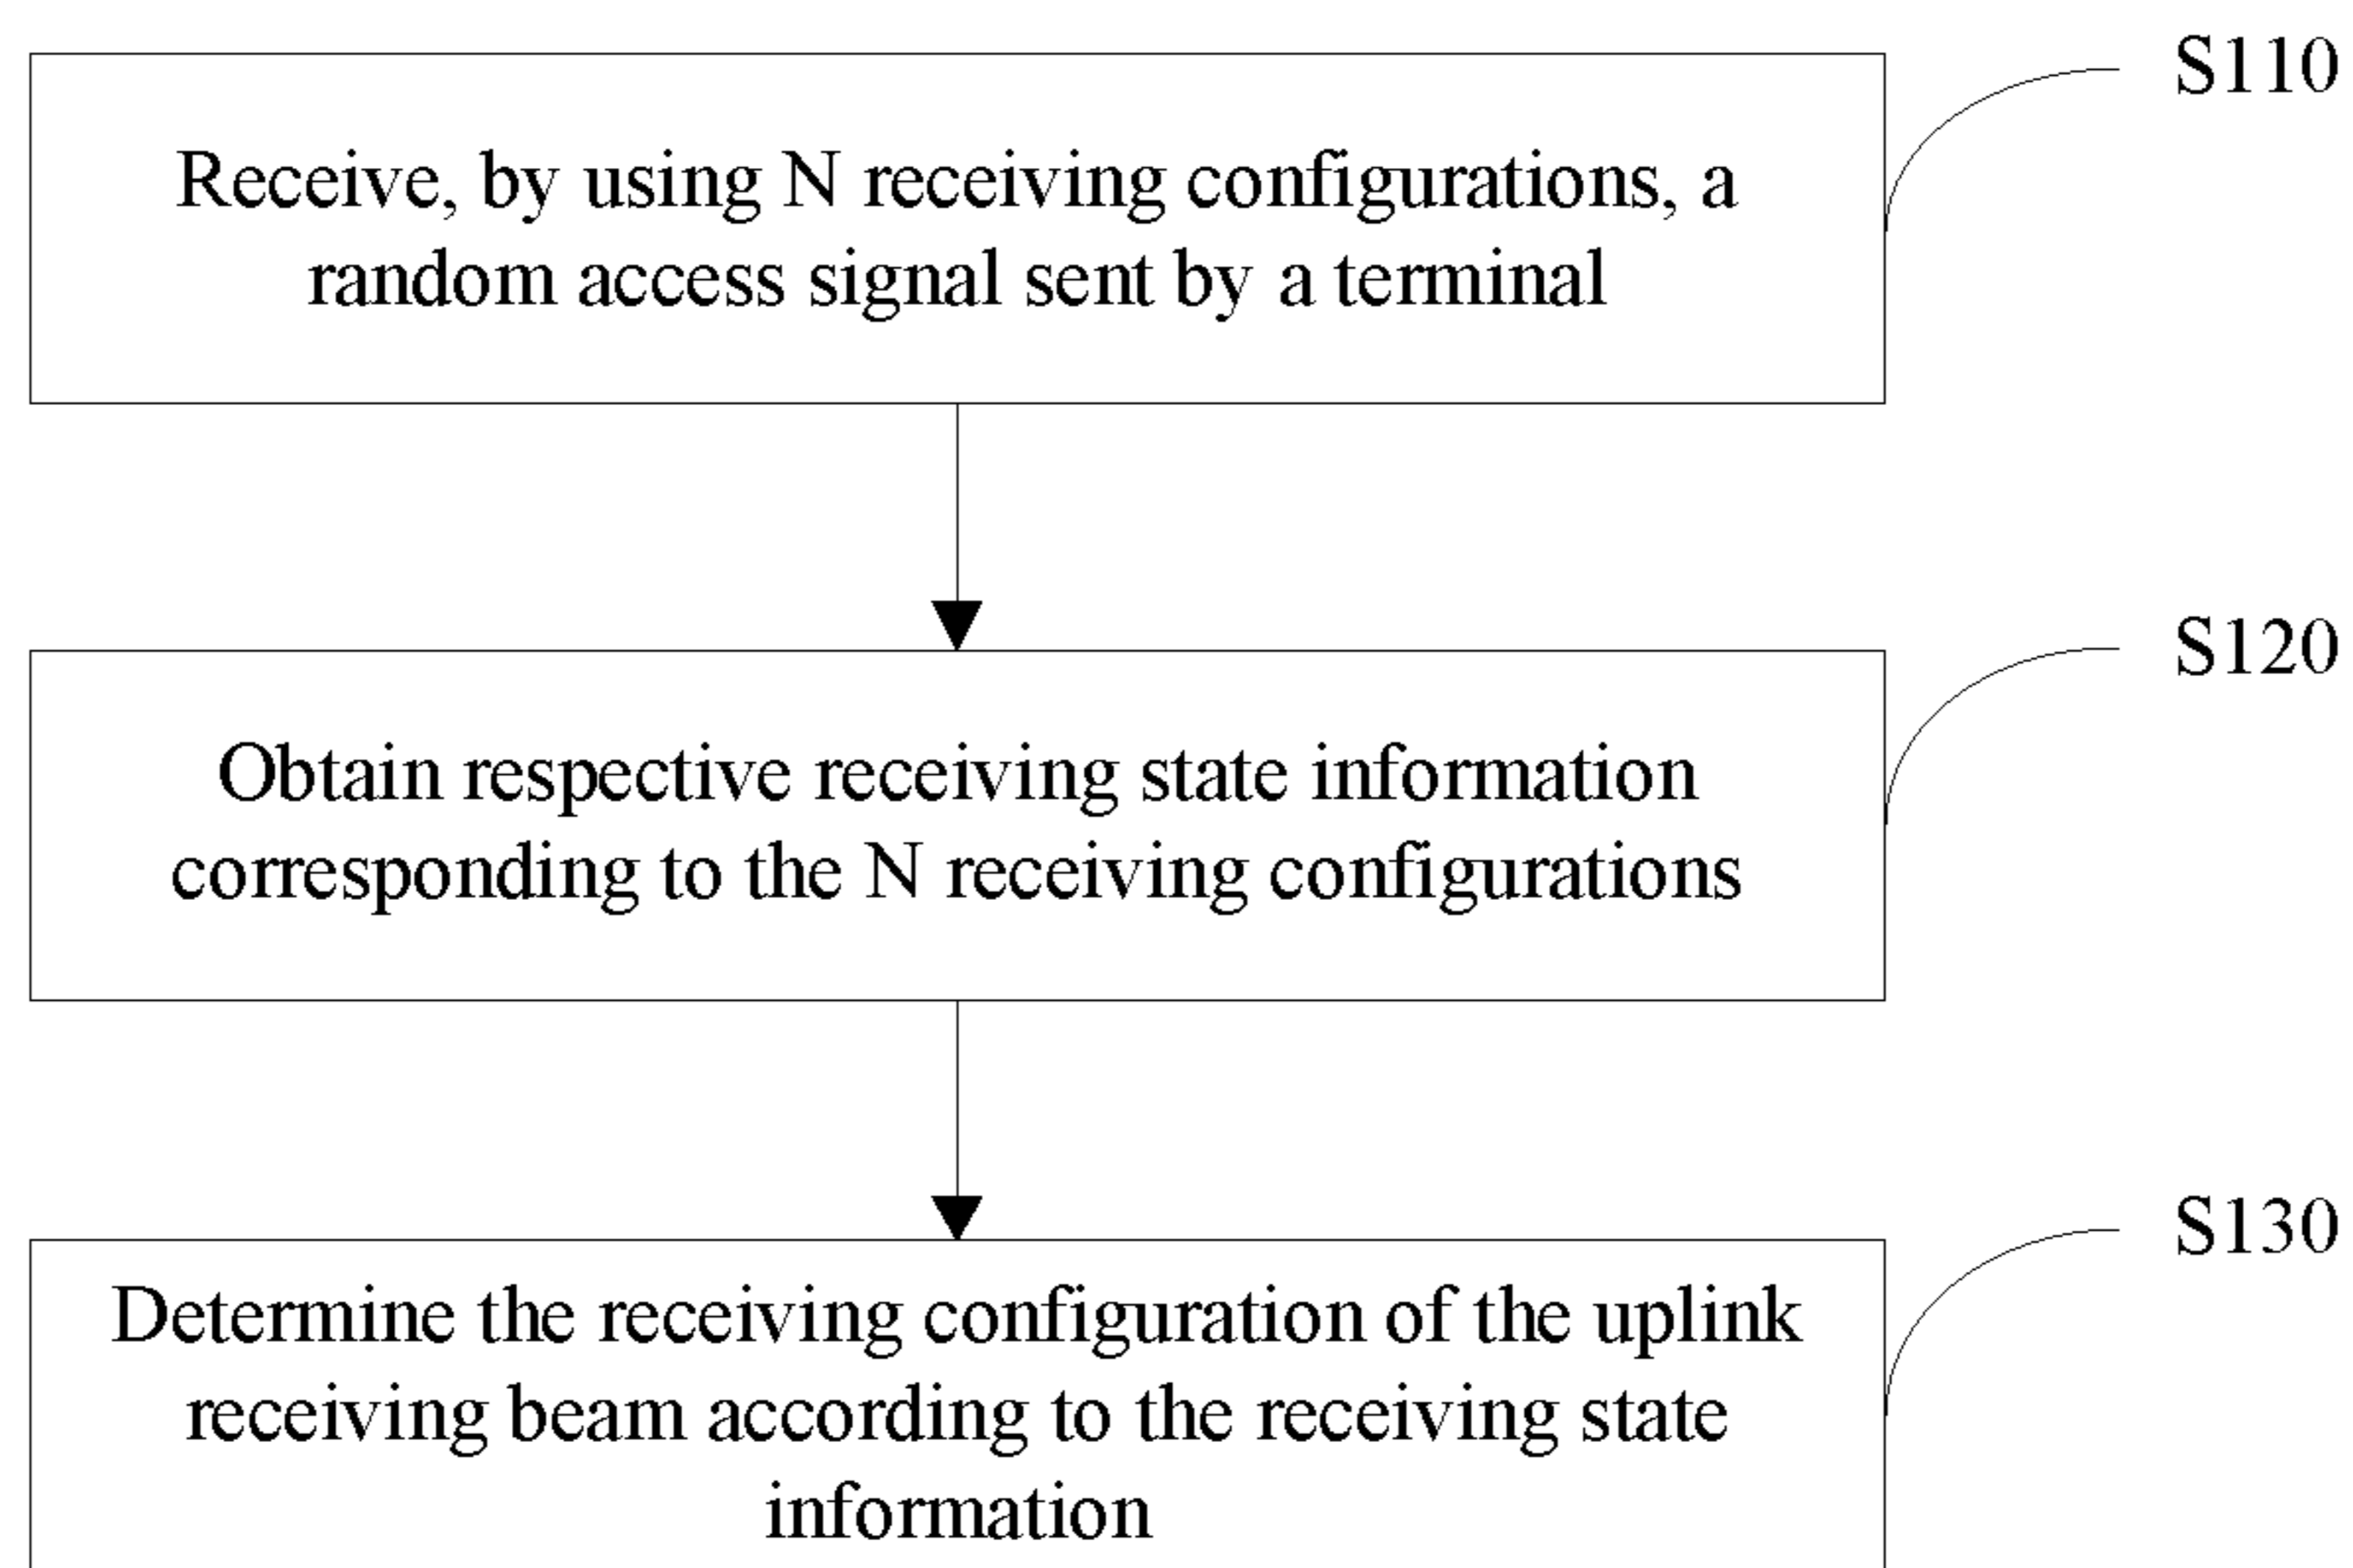 S110
Receive, by using N receiving configurations, a
random access signal sent by a terminal
S120
Obtain respective receiving state information
corresponding to the N receiving configurations
S130
Determine the receiving configuration of the uplink
receiving beam according to the receiving state
information